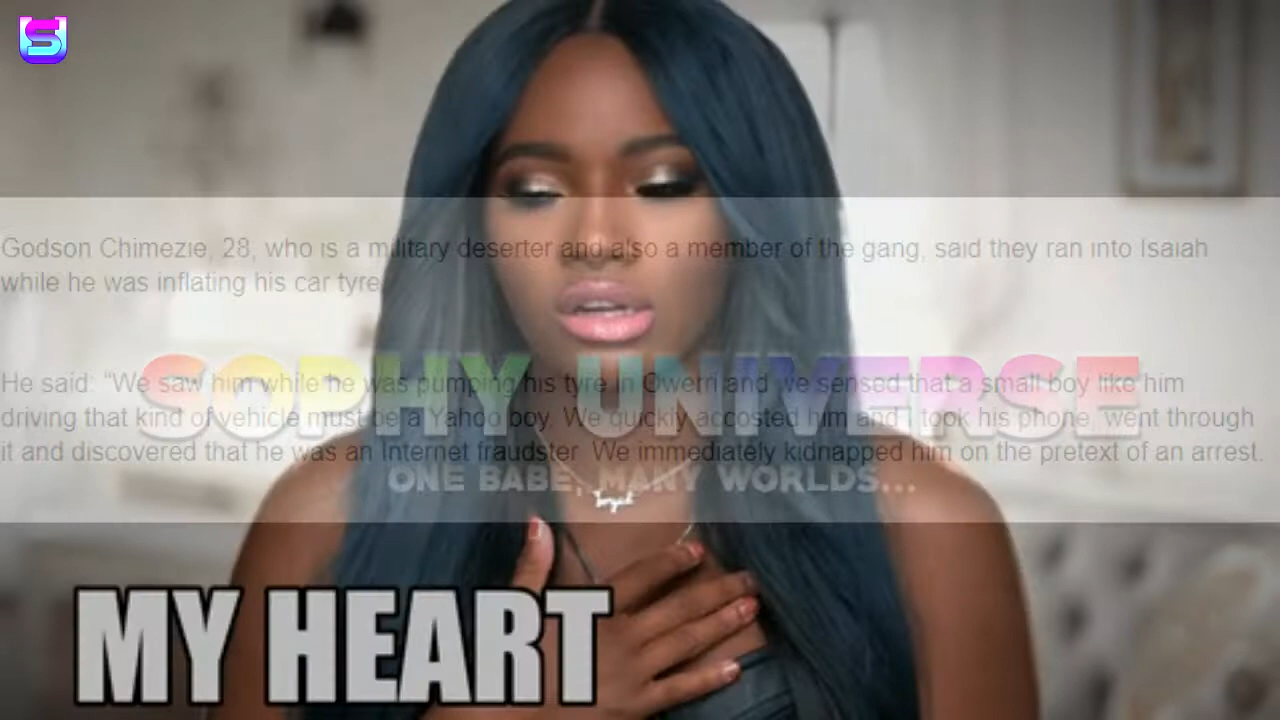 S
Godson Chimezie, 28, who is a military deserter and also a member of the gang, said they ran into Isaiah
while he was inflating his car tyre
SOPHY UNIVERSE
He said: “We saw him while he was pumping his tyre in Owerri and we sensed that a small boy like him
driving that kind of vehicle must be a Yahoo boy. We quickly accosted him and I took his phone, went through
it and discovered that he was an Internet fraudster. We immediately kidnapped him on the pretext of an arrest.
ONE BABE, MANY WORLDS...
MY HEART